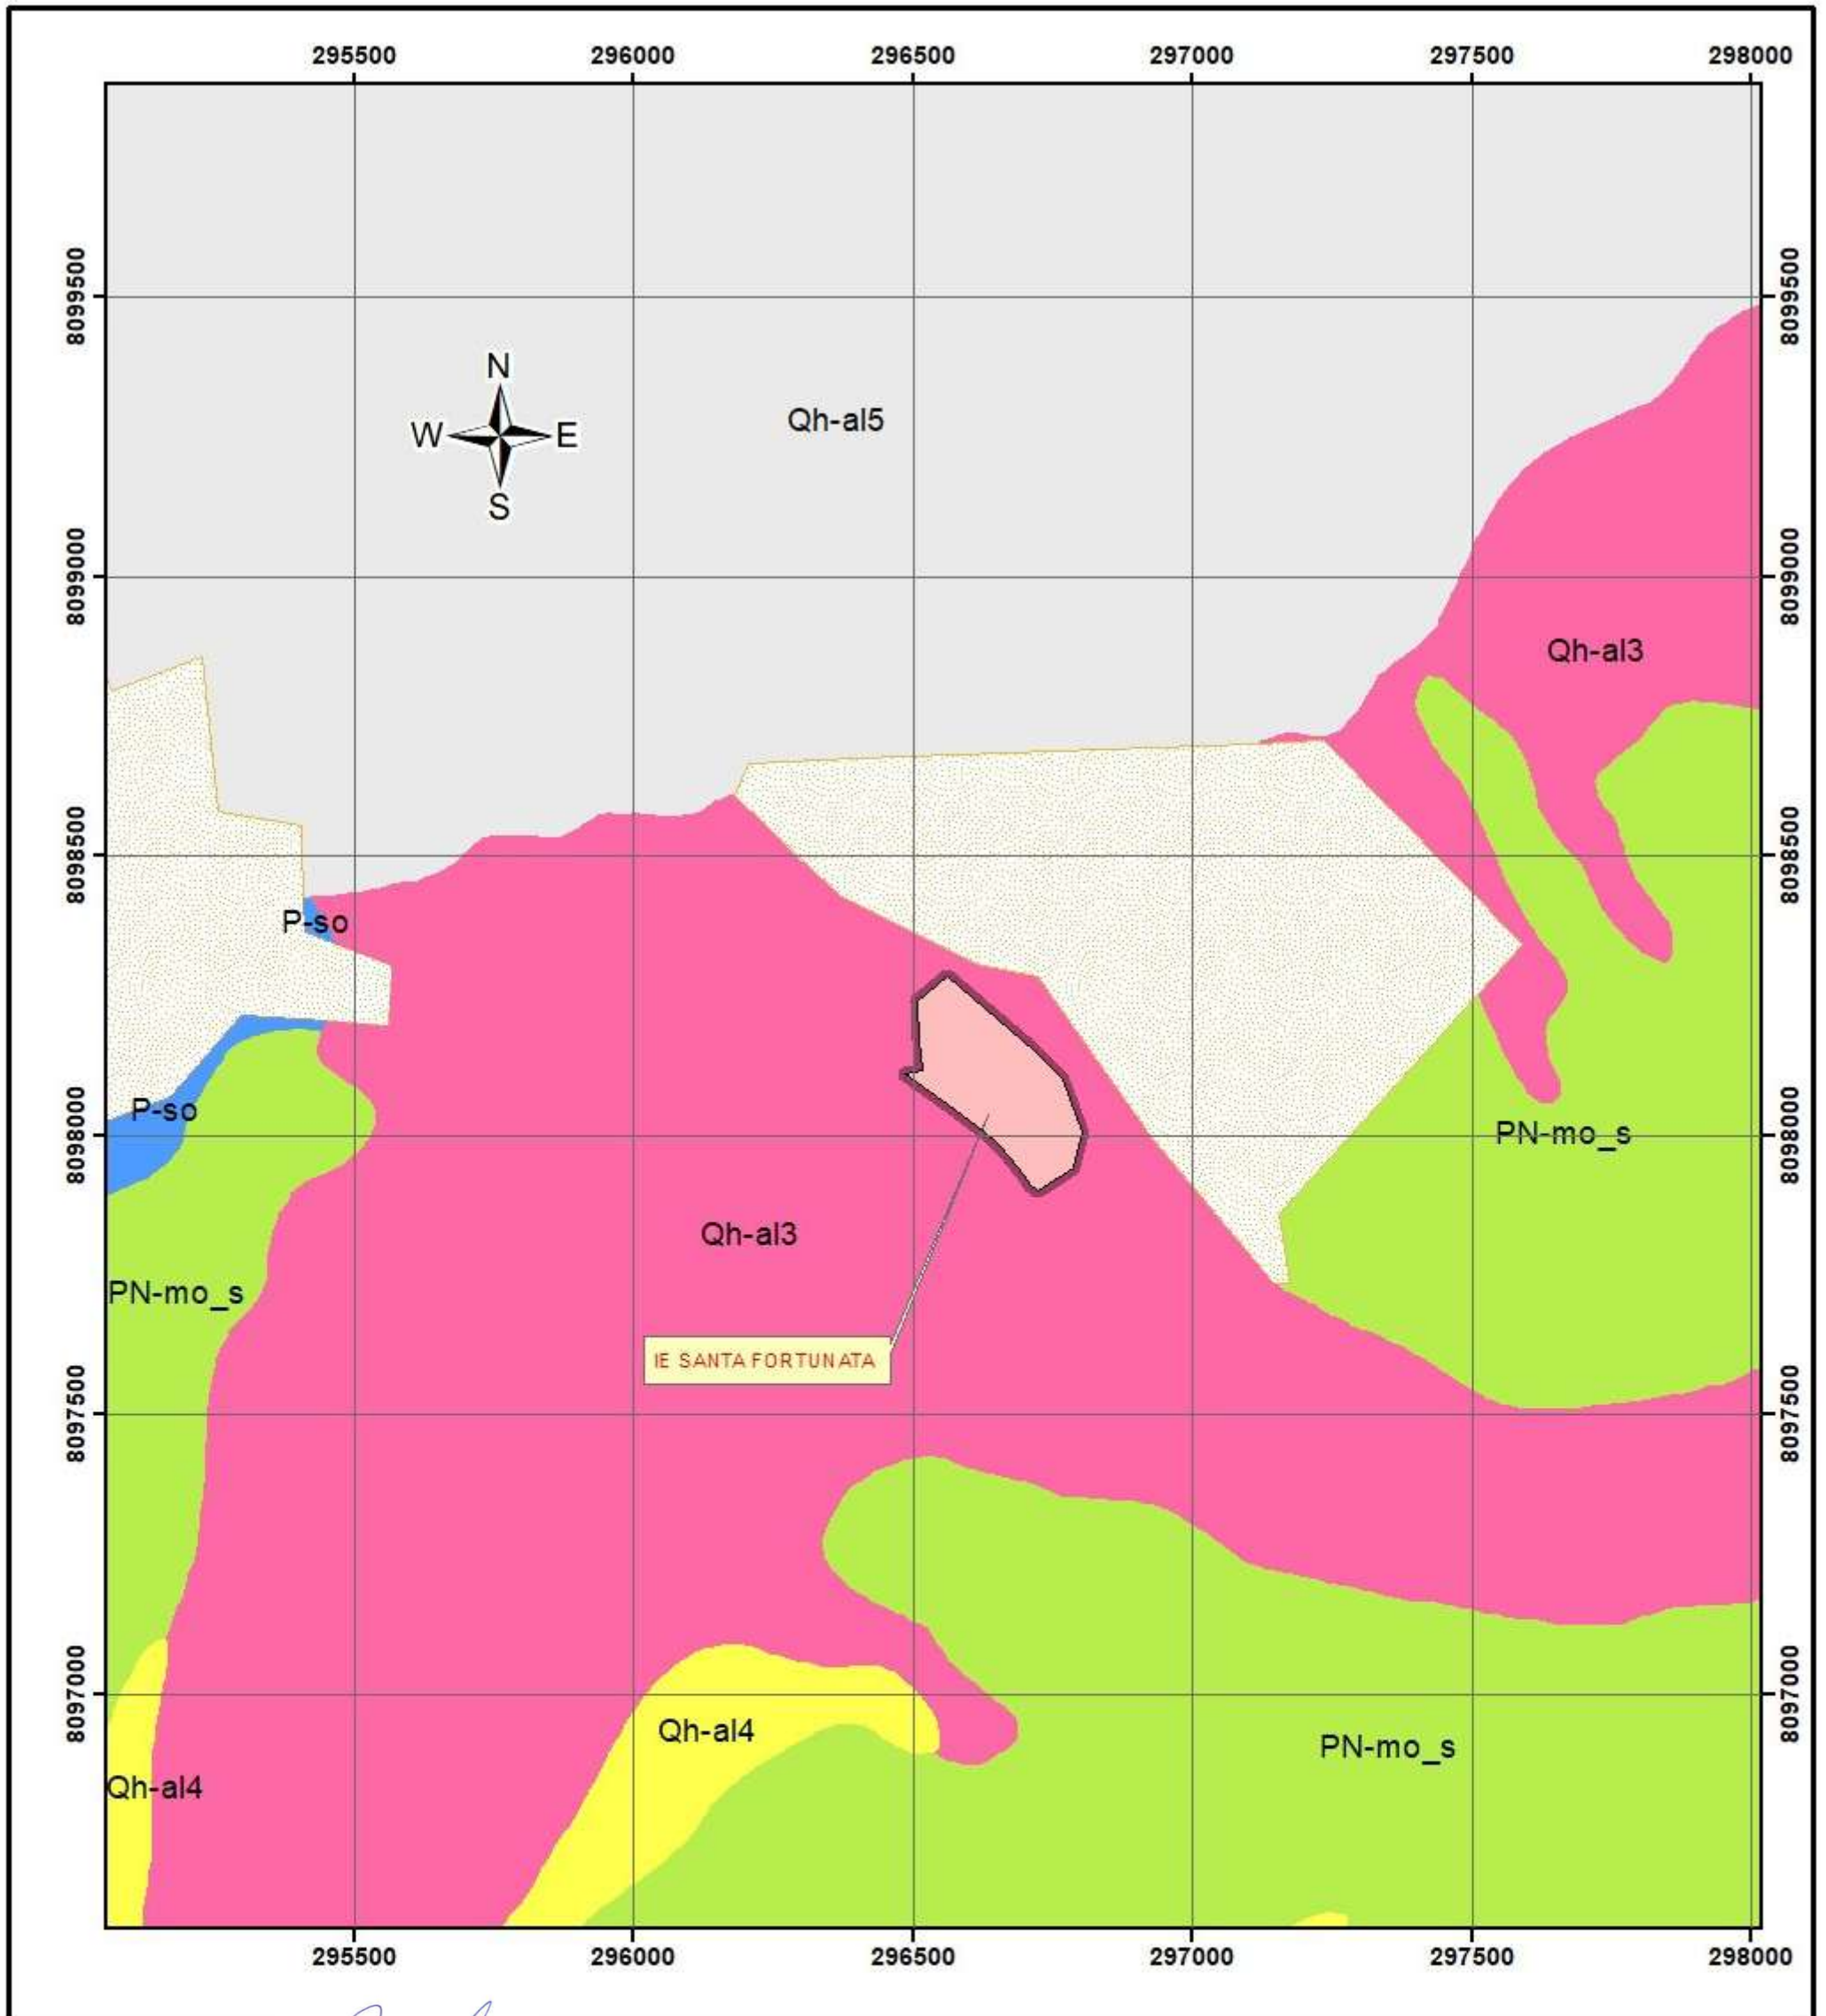 295500 296000 296500 297000 297500 298000
8099500 8099500
N
W E
S
Qh-al5
8099000 8099000
Qh-al3
8098500 8098500
P-so
P-so
8098000 8098000
PN-mo_s
Qh-al3
PN-mo_s
IE SANTA FORTUNATA
8097500 8097500
8097000 8097000
Qh-al4
PN-mo_s
Qh-al4
295500 296000 296500 297000 297500 298000